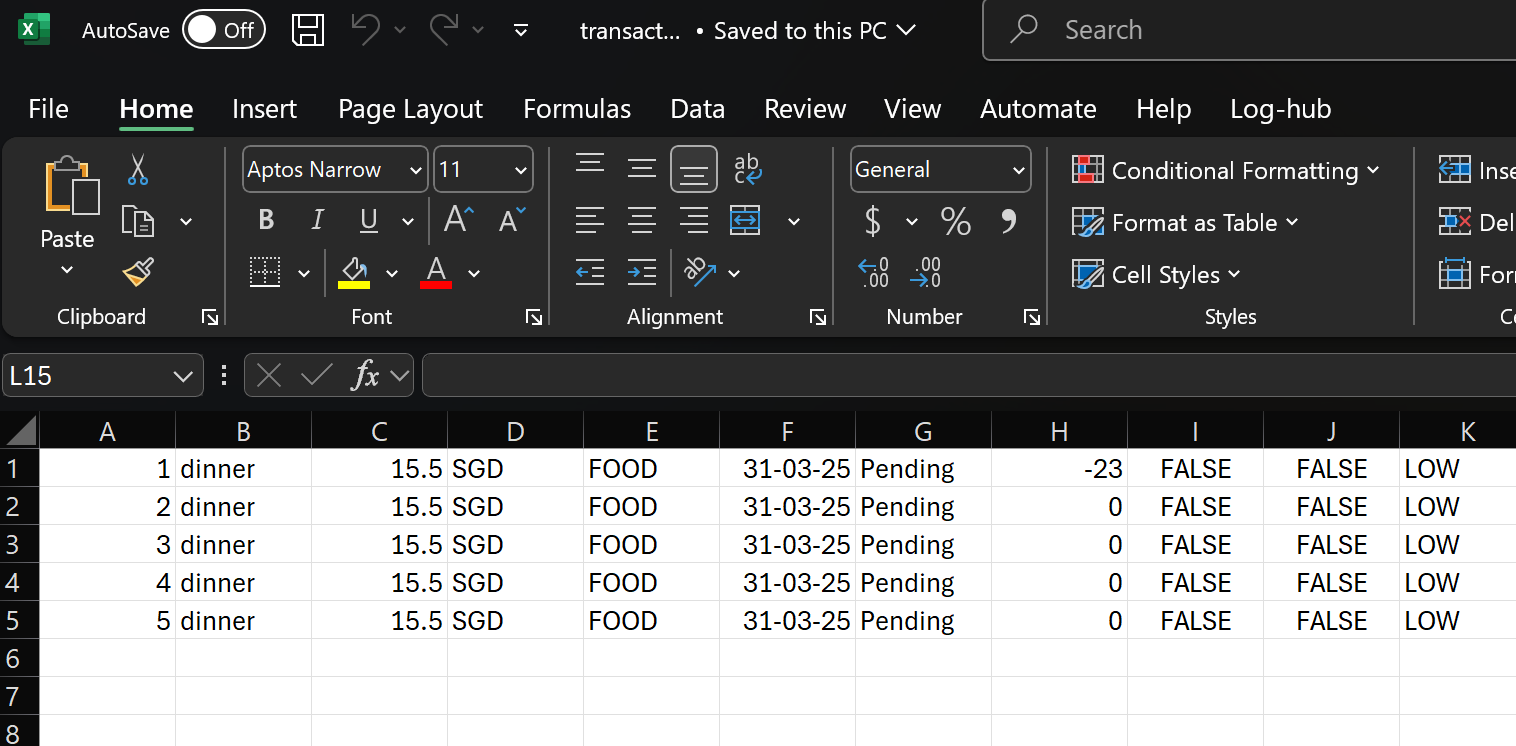 AutoSave Off transact... • Saved to this PC Search
File Home Insert Page Layout Formulas Data Review View Automate Help Log-hub
Aptos Narrow 11 ab c General Conditional Formatting
B I U A A $ % 9 Format as Table
Paste
A ab .00 .00 Cell Styles
Clipboard Font Alignment Number Styles
L15 fx
A B C D E F G H I J K
1 1 dinner 15.5 SGD FOOD 31-03-25 Pending -23 FALSE FALSE LOW
2 2 dinner 15.5 SGD FOOD 31-03-25 Pending 0 FALSE FALSE LOW
3 3 dinner 15.5 SGD FOOD 31-03-25 Pending 0 FALSE FALSE LOW
4 4 dinner 15.5 SGD FOOD 31-03-25 Pending 0 FALSE FALSE LOW
5 5 dinner 15.5 SGD FOOD 31-03-25 Pending 0 FALSE FALSE LOW
6
7
8